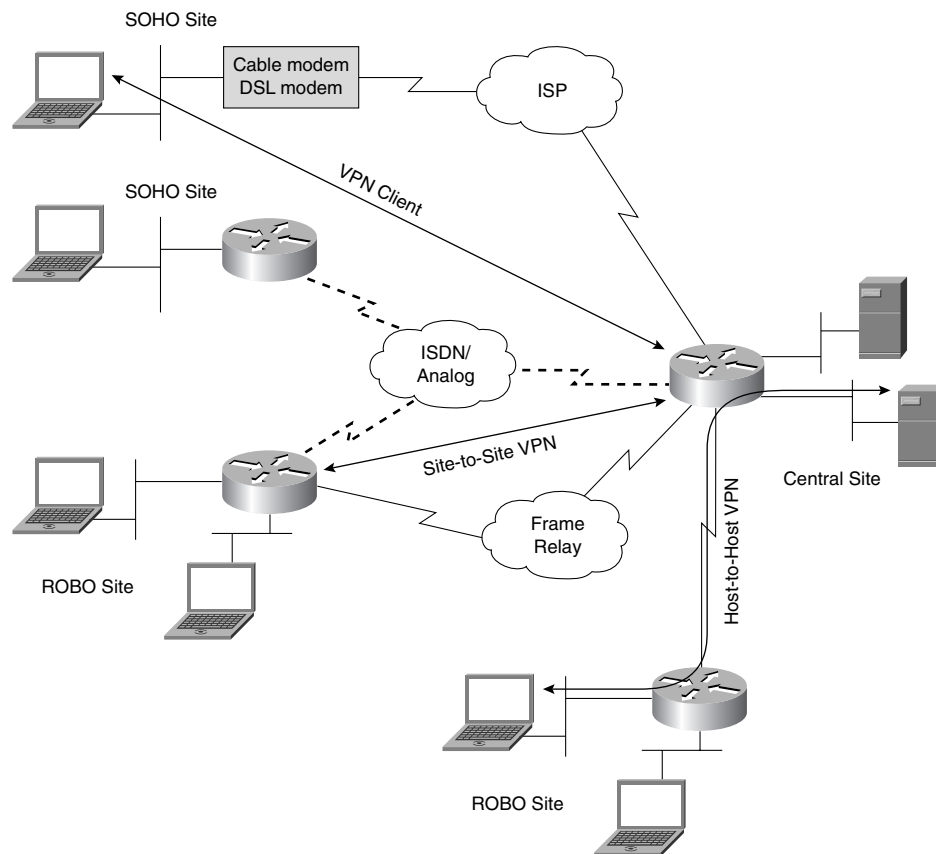 SOHO Site
Cable modem
DSL modem
ISP
VPN Client
SOHO Site
ISDN/
Analog
Site-to-Site VPN
Central Site
Frame
Relay
Host-to-Host VPN
ROBO Site
ROBO Site